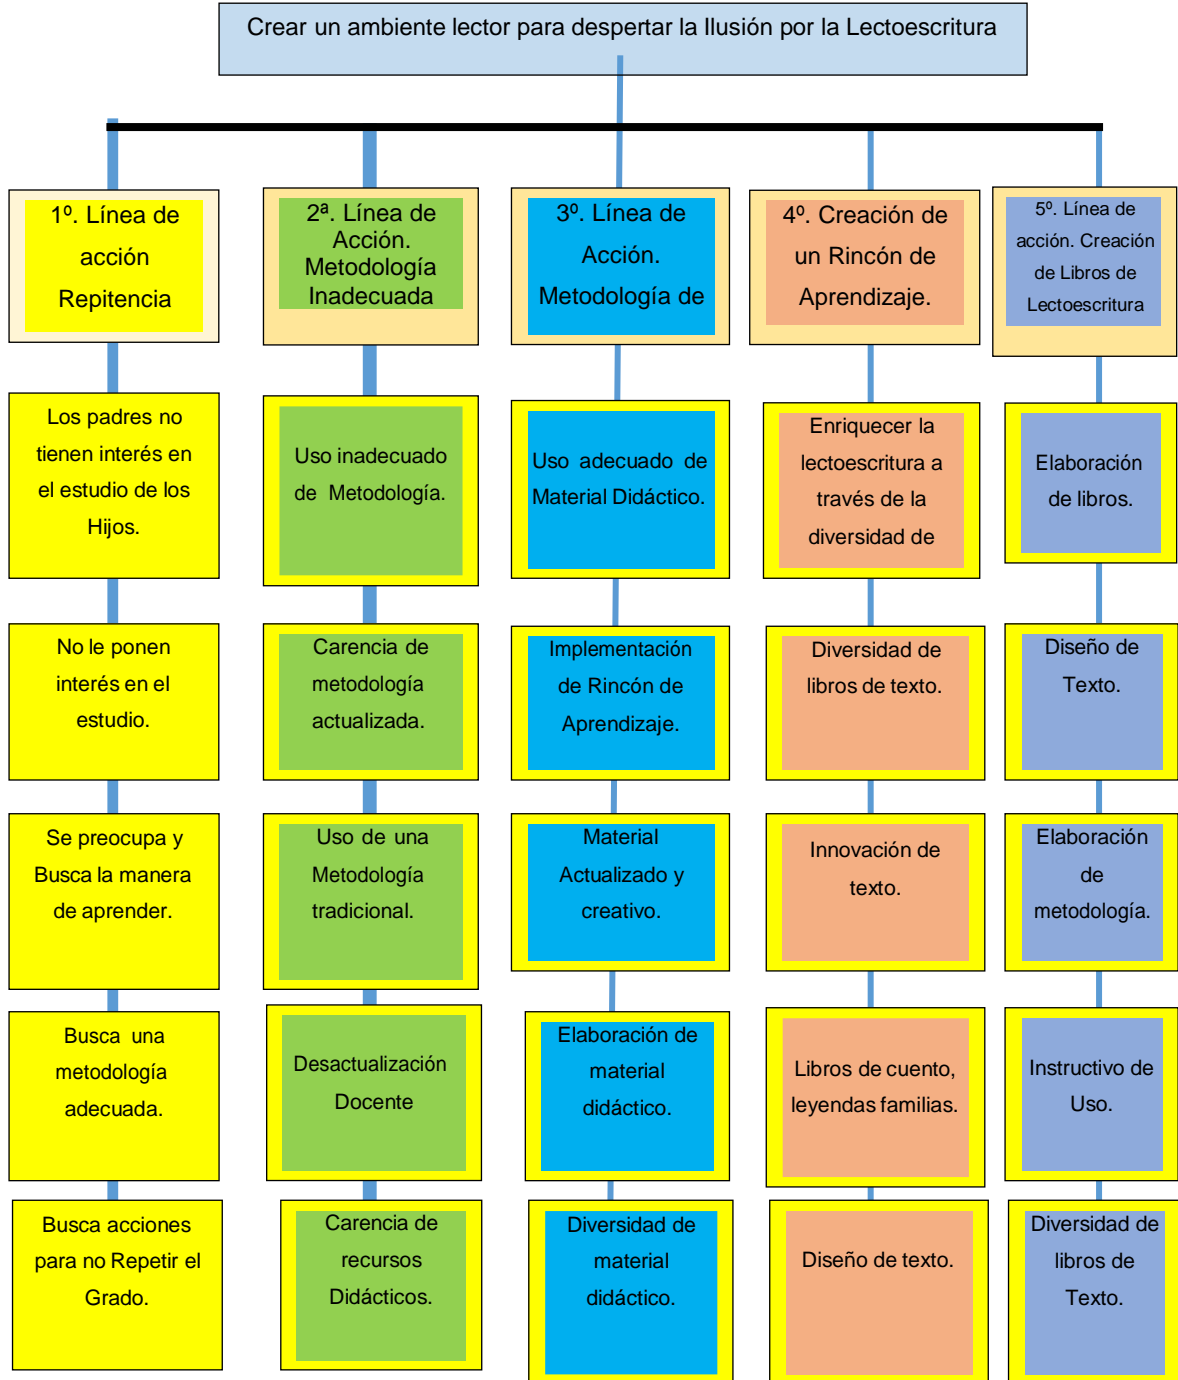 Crear un ambiente lector para despertar la Ilusión por la Lectoescritura
1º. Línea de
acción
Repitencia
Los padres no
tienen interés en
el estudio de los
Hijos.
No le ponen
interés en el
estudio.
Se preocupa y
Busca la manera
de aprender.
Busca una
metodología
adecuada.
Busca acciones
para no Repetir el
Grado.
2ª. Línea de
Acción.
Metodología
Inadecuada
Uso inadecuado
de Metodología.
Carencia de
metodología
actualizada.
Uso de una
Metodología
tradicional.
Desactualización
Docente
Carencia de
recursos
Didácticos.
3º. Línea de
Acción.
Metodología de
Uso adecuado de
Material Didáctico.
Implementación
de Rincón de
Aprendizaje.
Material
Actualizado y
creativo.
Elaboración de
material
didáctico.
Diversidad de
material
didáctico.
4º. Creación de
un Rincón de
Aprendizaje.
Enriquecer la
lectoescritura a
través de la
diversidad de
Diversidad de
libros de texto.
Innovación de
texto.
Libros de cuento,
leyendas familias.
Diseño de texto.
5º. Línea de
acción. Creación
de Libros de
Lectoescritura
Elaboración
de libros.
Diseño de
Texto.
Elaboración
de
metodología.
Instructivo de
Uso.
Diversidad de
libros de
Texto.